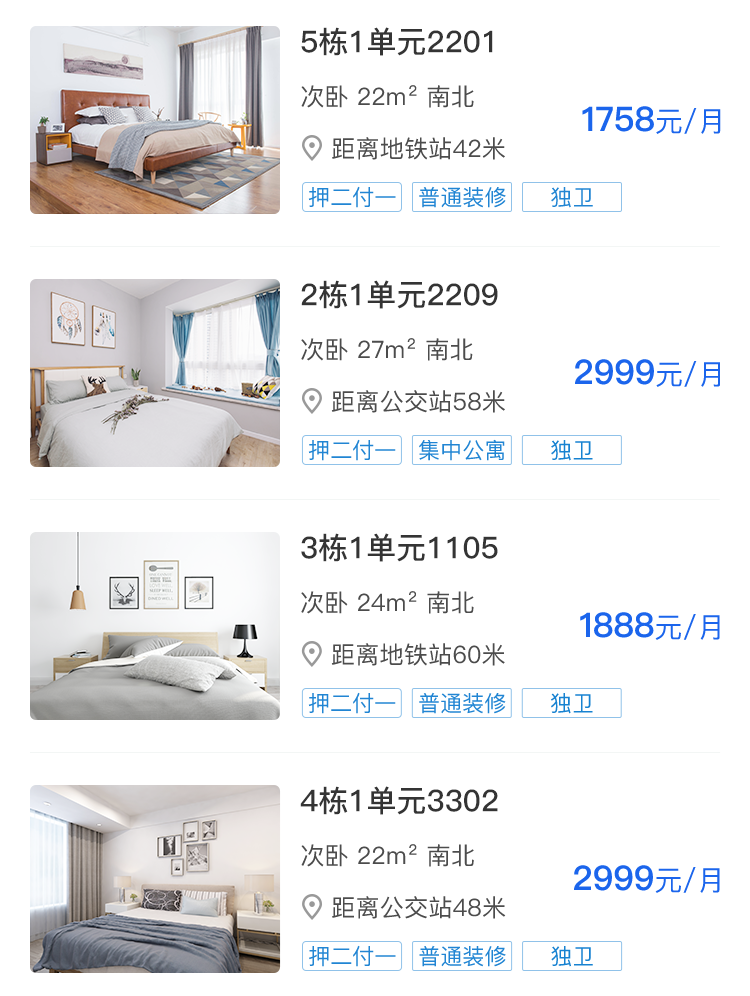 5栋1单元2201
次卧 22m² 南北
1758元/月
距离地铁站42米
押二付一 普通装修 独卫
2栋1单元2209
次卧 27m² 南北
2999元/月
距离公交站58米
押二付一 集中公寓 独卫
3栋1单元1105
次卧 24m² 南北
1888元/月
距离地铁站60米
押二付一 普通装修 独卫
4栋1单元3302
次卧 22m² 南北
2999元/月
距离公交站48米
押二付一 普通装修 独卫